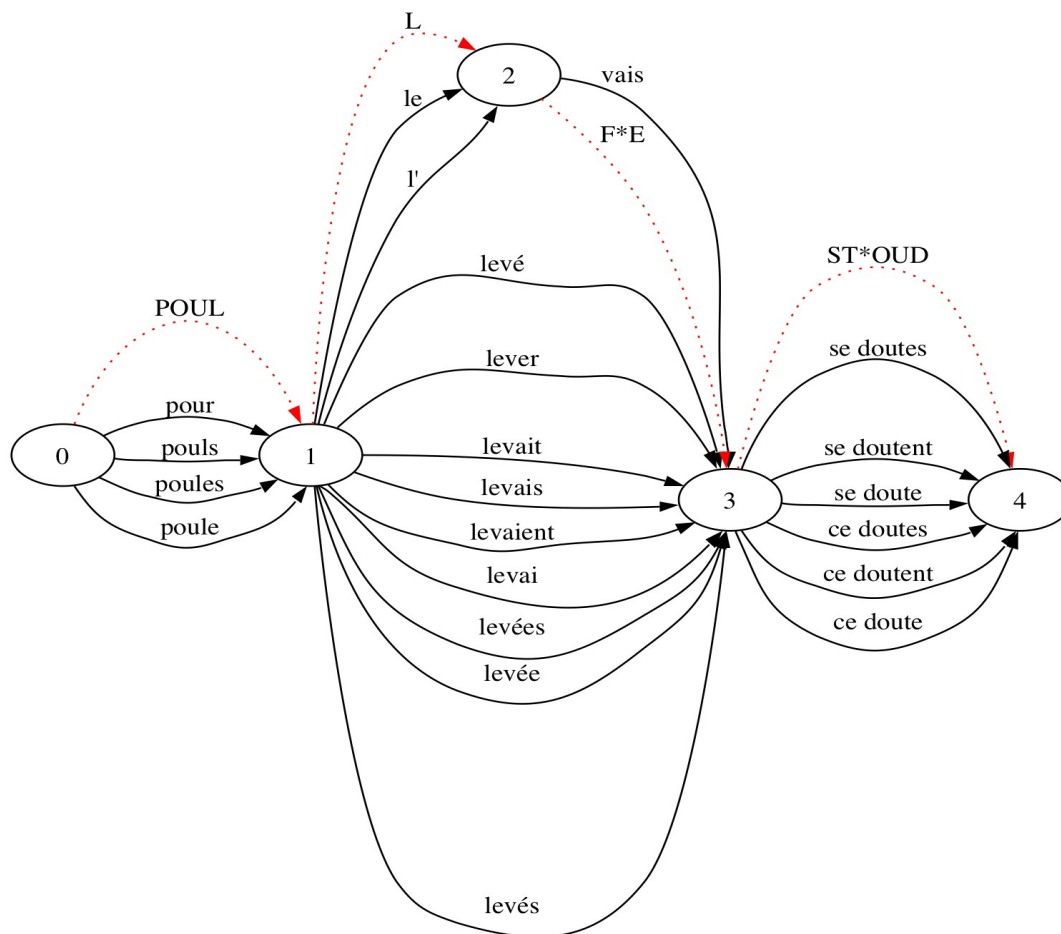 L
2
vais
le
F*E
l'
levé
ST*OUD
POUL
se doutes
lever
pour
0
pouls
poules
poule
1
levait
levais
levaient
levai
levées
levée
levés
3
se doutent
se doute
ce doutes
ce doutent
ce doute
4